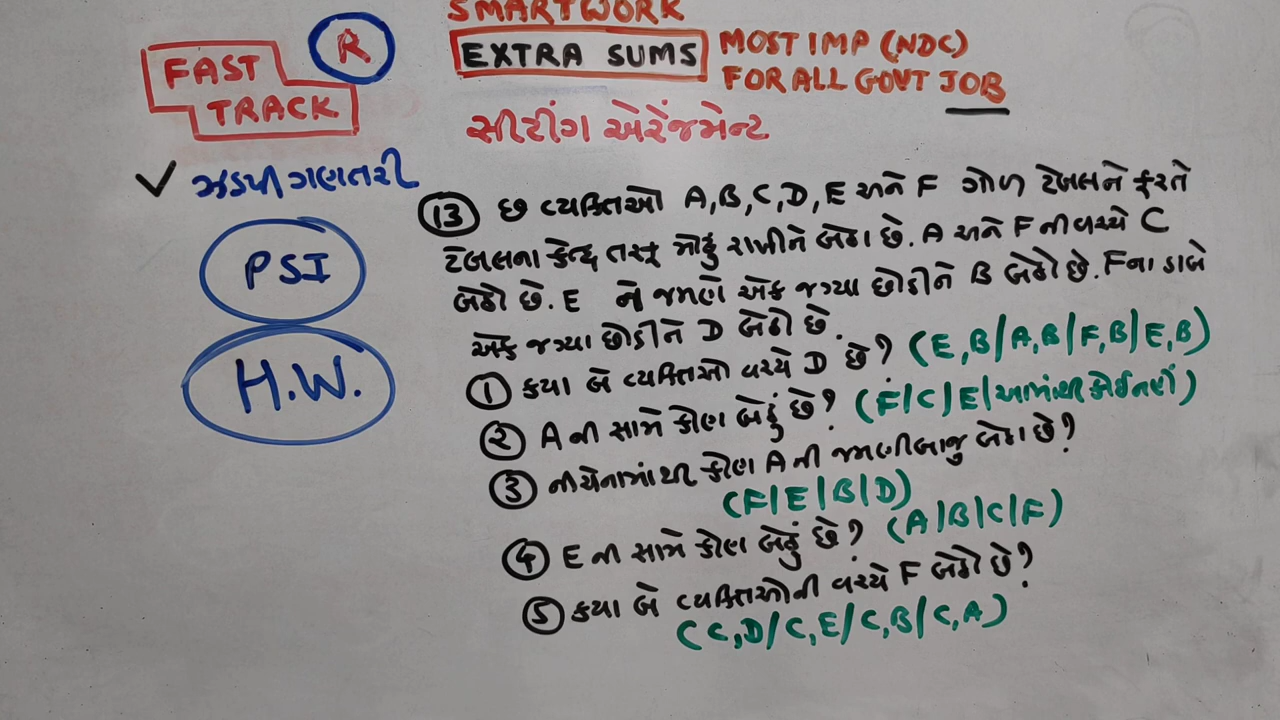 SMART WORK
FAST
TRACK
R
EXTRA SUMS
MOST IMP (NDC)
FOR ALL GOVT JOB
સીટીંગ એરેંજમેન્ટ
✓ ઝડપી ગણતરી
PSI
H.W.
(13) છ વ્યક્તિઓ A,B,C,D,E અને F ગોળ ટેબલને ફરતે
ટેબલના કેન્દ્ર તરફ મોઢું રાખીને બેઠા છે. A અને F ની વચ્ચે C
બેઠો છે. E ને જમણે એક જગ્યા છોડીને B બેઠો છે. F ના ડાબે
એક જગ્યા છોડીને D બેઠો છે.
(1) કયા બે વ્યક્તિઓ વચ્ચે D છે? (E,B/A,B/F,B/E,B)
(2) A ની સામે કોણ બેઠું છે? (F/C/E/આમાંથી કોઈ નહીં)
(3) નીચેનામાંથી કોણ A ની જમણીબાજુ બેઠા છે?
(F/E/B/D)
(4) E ની સામે કોણ બેઠું છે? (A/B/C/F)
(5) કયા બે વ્યક્તિઓની વચ્ચે F બેઠો છે?
(C,D/C,E/C,B/C,A)